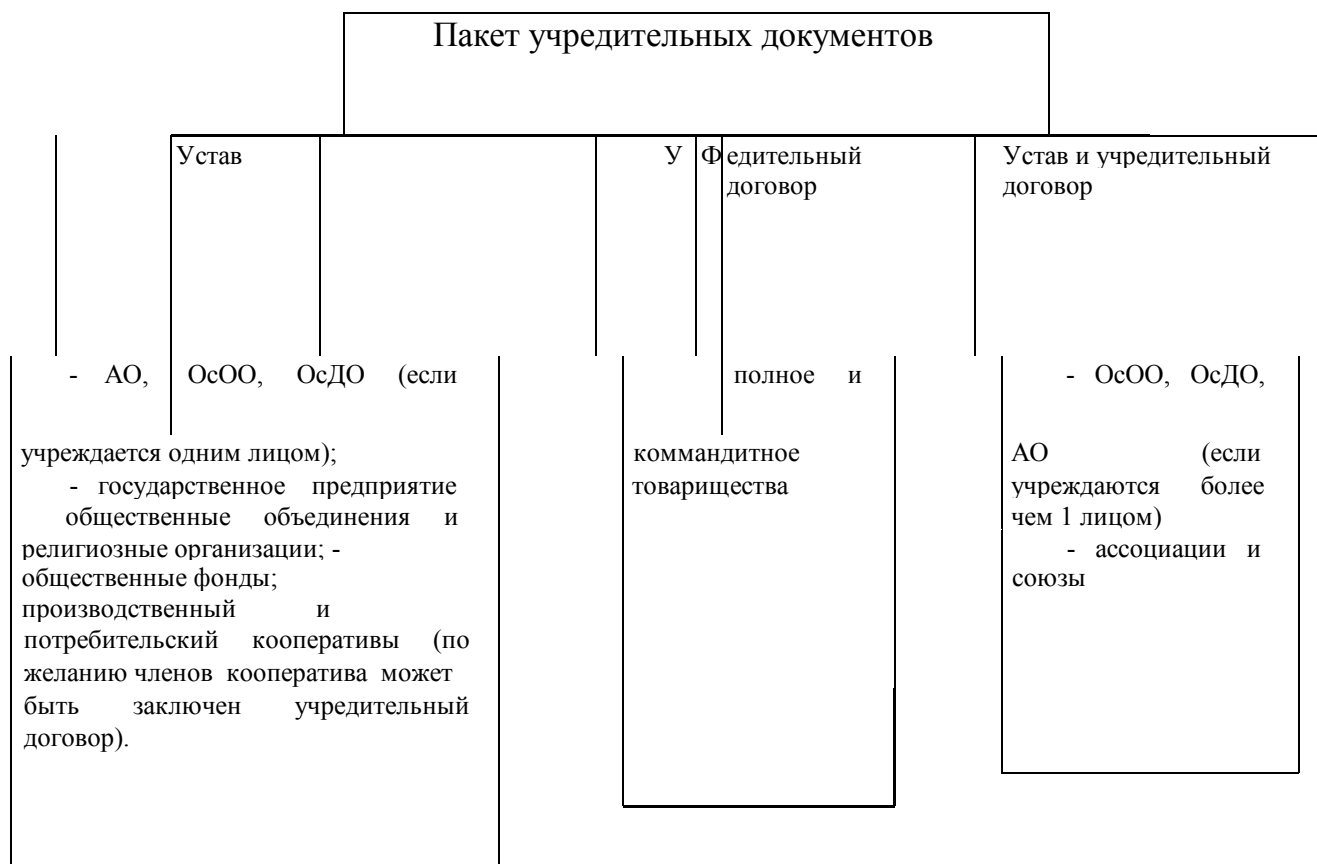 Пакет учредительных документов
Устав
У Ф едительный
договор
Устав и учредительный
договор
- АО, ОсОО, ОсДО (если
учреждается одним лицом);
- государственное предприятие
общественные объединения и
религиозные организации; -
общественные фонды;
производственный и
потребительский кооперативы (по
желанию членов кооператива может
быть заключен учредительный
договор).
полное и
коммандитное
товарищества
- ОсОО, ОсДО,
АО (если
учреждаются более
чем 1 лицом)
- ассоциации и
союзы